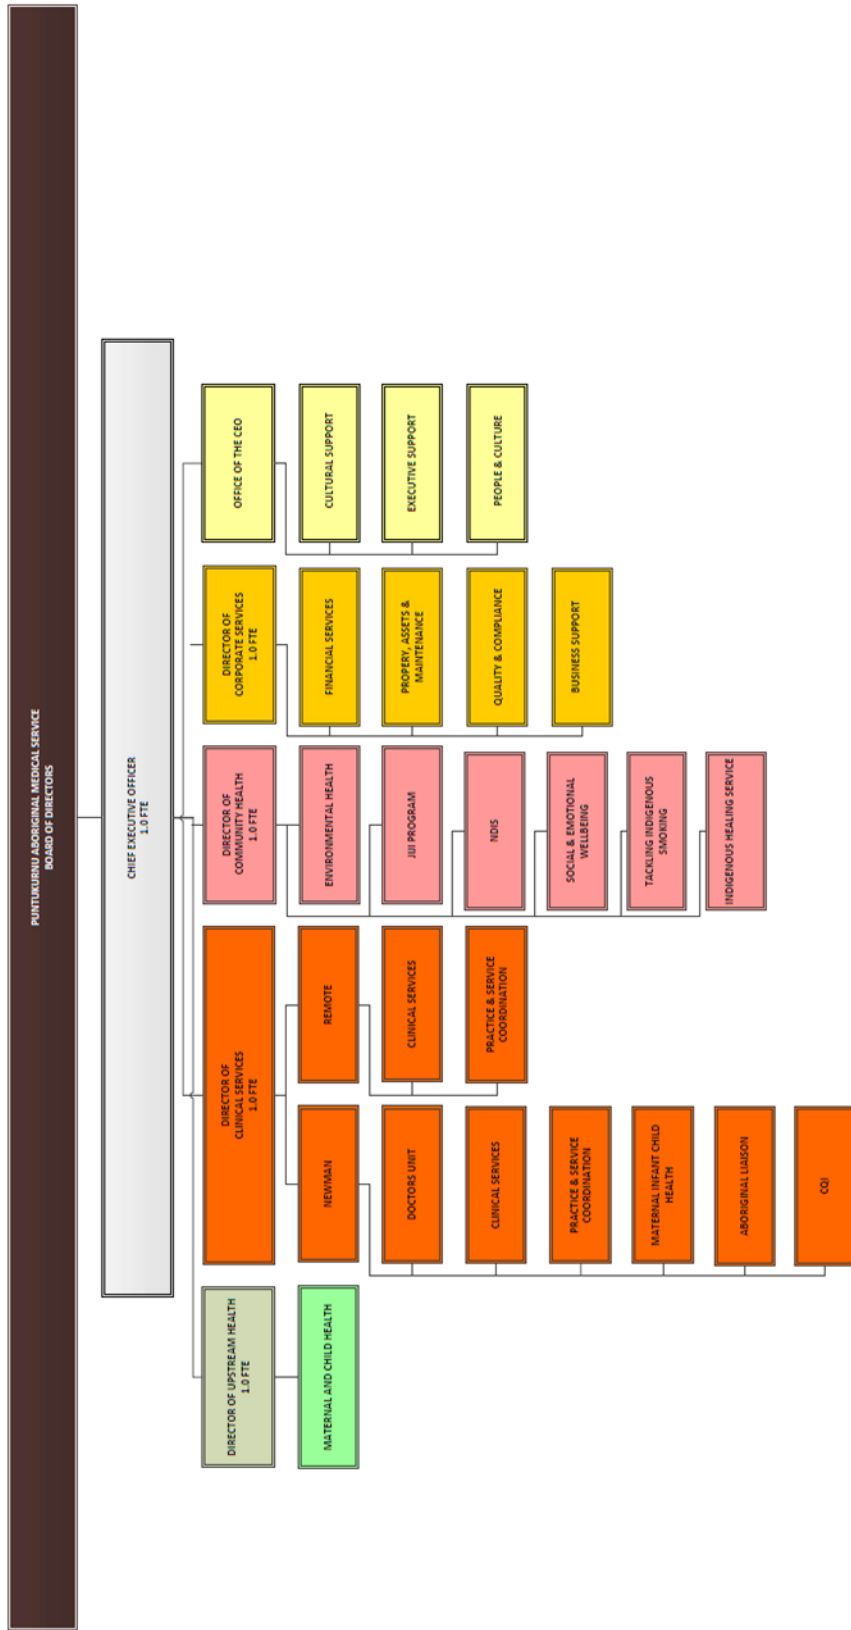 PUNTUKURNU ABORIGINAL MEDICAL SERVICE
BOARD OF DIRECTORS
CHIEF EXECUTIVE OFFICER
1.0 FTE
DIRECTOR OF UPSTREAM HEALTH
1.0 FTE
MATERNAL AND CHILD HEALTH
DIRECTOR OF
CLINICAL SERVICES
1.0 FTE
NEWMAN
DOCTORS UNIT
CLINICAL SERVICES
PRACTICE & SERVICE
COORDINATION
MATERNAL INFANT CHILD
HEALTH
ABORIGINAL LIAISON
CQI
REMOTE
CLINICAL SERVICES
PRACTICE & SERVICE
COORDINATION
DIRECTOR OF
COMMUNITY HEALTH
1.0 FTE
ENVIRONMENTAL HEALTH
JIJI PROGRAM
NDIS
SOCIAL & EMOTIONAL
WELLBEING
TACKLING INDIGENOUS
SMOKING
INDIGENOUS HEALING SERVICE
DIRECTOR OF
CORPORATE SERVICES
1.0 FTE
FINANCIAL SERVICES
PROPERY, ASSETS &
MAINTENANCE
QUALITY & COMPLIANCE
BUSINESS SUPPORT
OFFICE OF THE CEO
CULTURAL SUPPORT
EXECUTIVE SUPPORT
PEOPLE & CULTURE